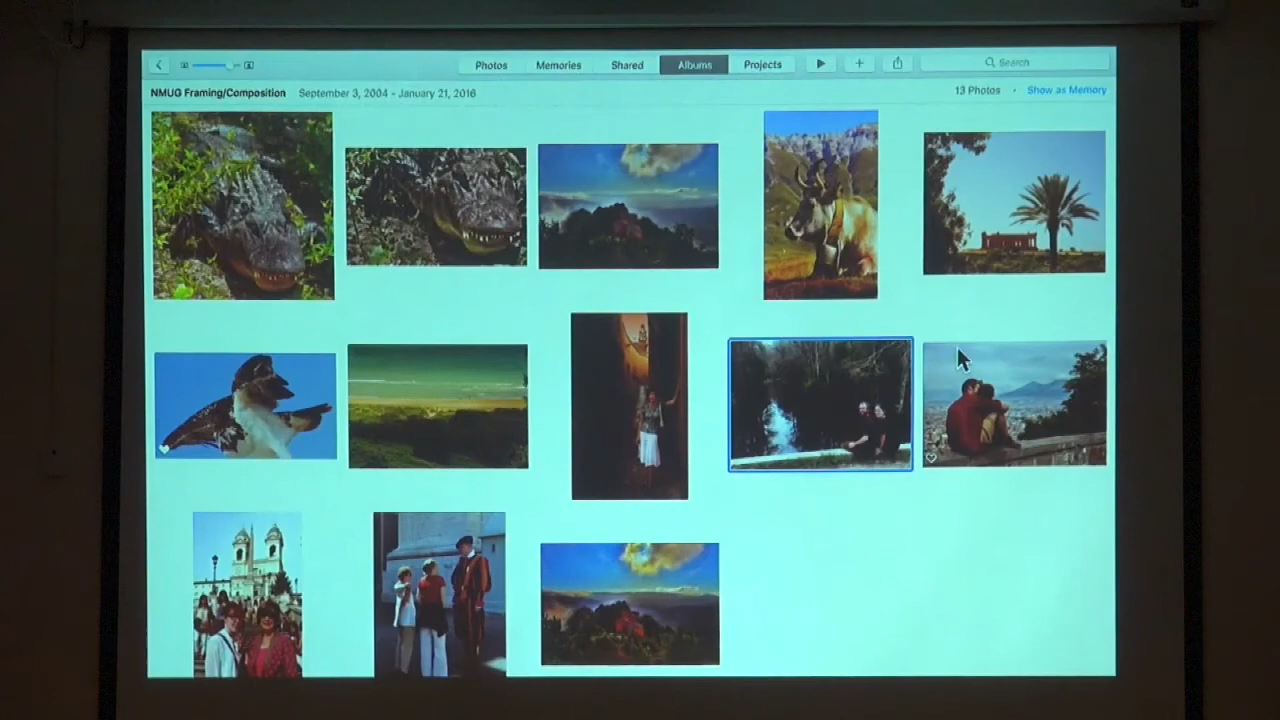 Photos Memories Shared Albums Projects Search
NMUG Framing/Composition September 3, 2004 - January 21, 2016 13 Photos · Show as Memory